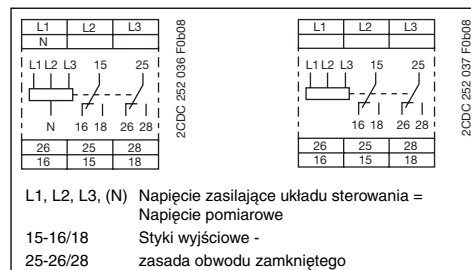 L1 L2 L3
N
L1 L2 L3 15 25
N 16 18 26 28
26 25 28
16 15 18
2CDC 252 036 F0b08
L1 L2 L3
L1 L2 L3 15 25
16 18 26 28
26 25 28
16 15 18
2CDC 252 037 F0b08
L1, L2, L3, (N) Napięcie zasilające układu sterowania =
Napięcie pomiarowe
15-16/18 Styki wyjściowe -
25-26/28 zasada obwodu zamkniętego